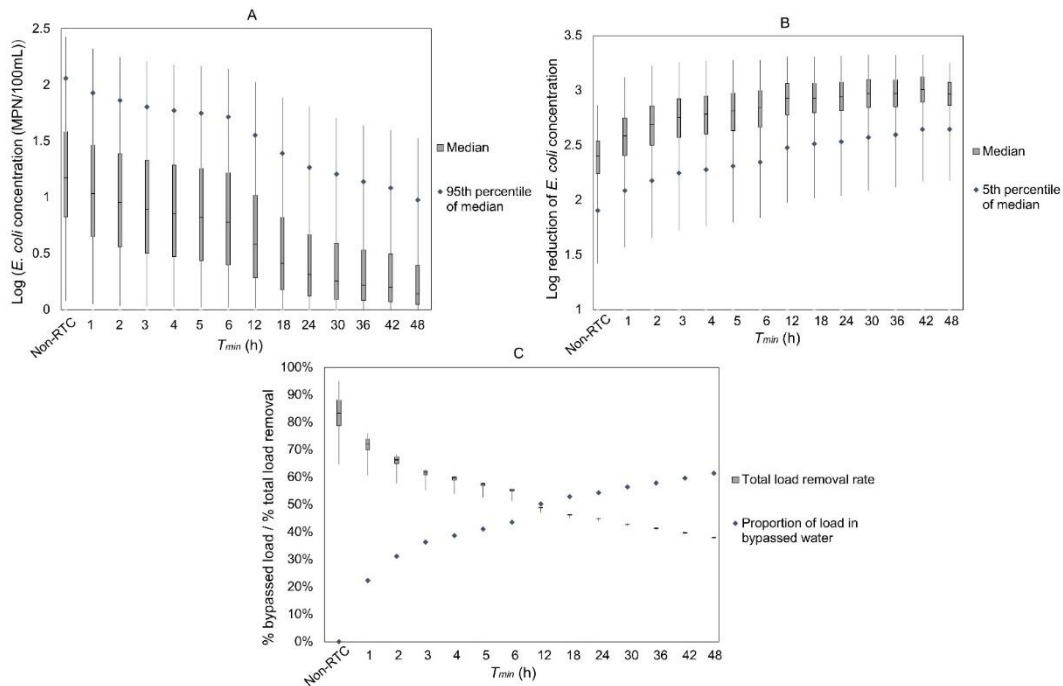 A
2.5
2
1.5
1
0.5
0
Log (E. coli concentration (MPN/100mL))
Non-RTC 1 2 3 4 5 6 12 18 24 30 36 42 48
Tmin (h)
Median
95th percentile
of median
B
3.5
3
2.5
2
1.5
1
Log reduction of E. coli concentration
Non-RTC 1 2 3 4 5 6 12 18 24 30 36 42 48
Tmin (h)
Median
5th percentile
of median
C
100%
90%
80%
70%
60%
50%
40%
30%
20%
10%
0%
% bypassed load / % total load removal
Non-RTC 1 2 3 4 5 6 12 18 24 30 36 42 48
Tmin (h)
Total load removal rate
Proportion of load in
bypassed water